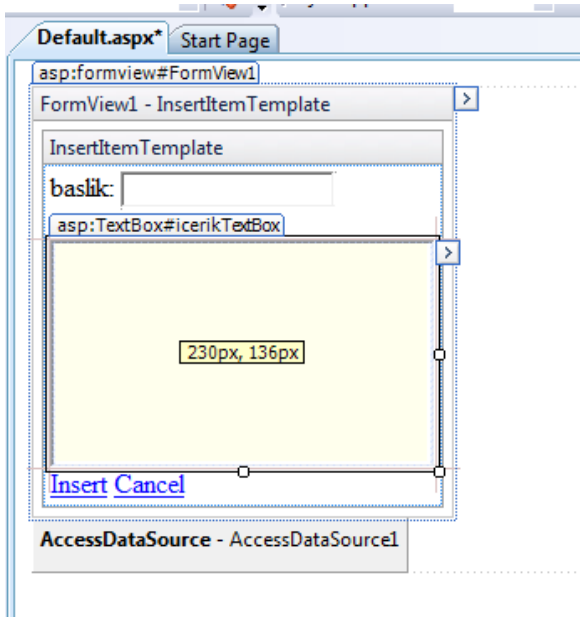 Default.aspx* Start Page
asp:formview#FormView1
FormView1 - InsertItemTemplate
InsertItemTemplate
baslik:
asp:TextBox#icerikTextBox
230px, 136px
Insert Cancel
AccessDataSource - AccessDataSource1